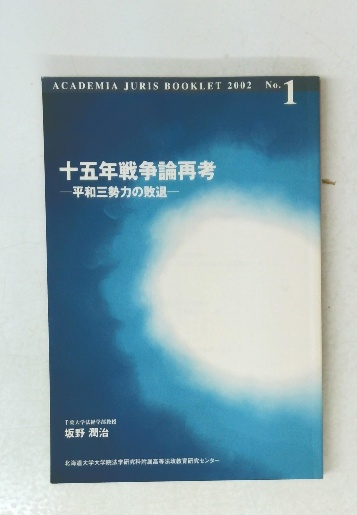 ACADEMIA JURIS BOOKLET 2002 No.1
十五年戦争論再考
―平和三勢力の敗退―
千葉大学法経学部教授
坂野 潤治
北海道大学大学院法学研究科附属高等法政教育研究センター